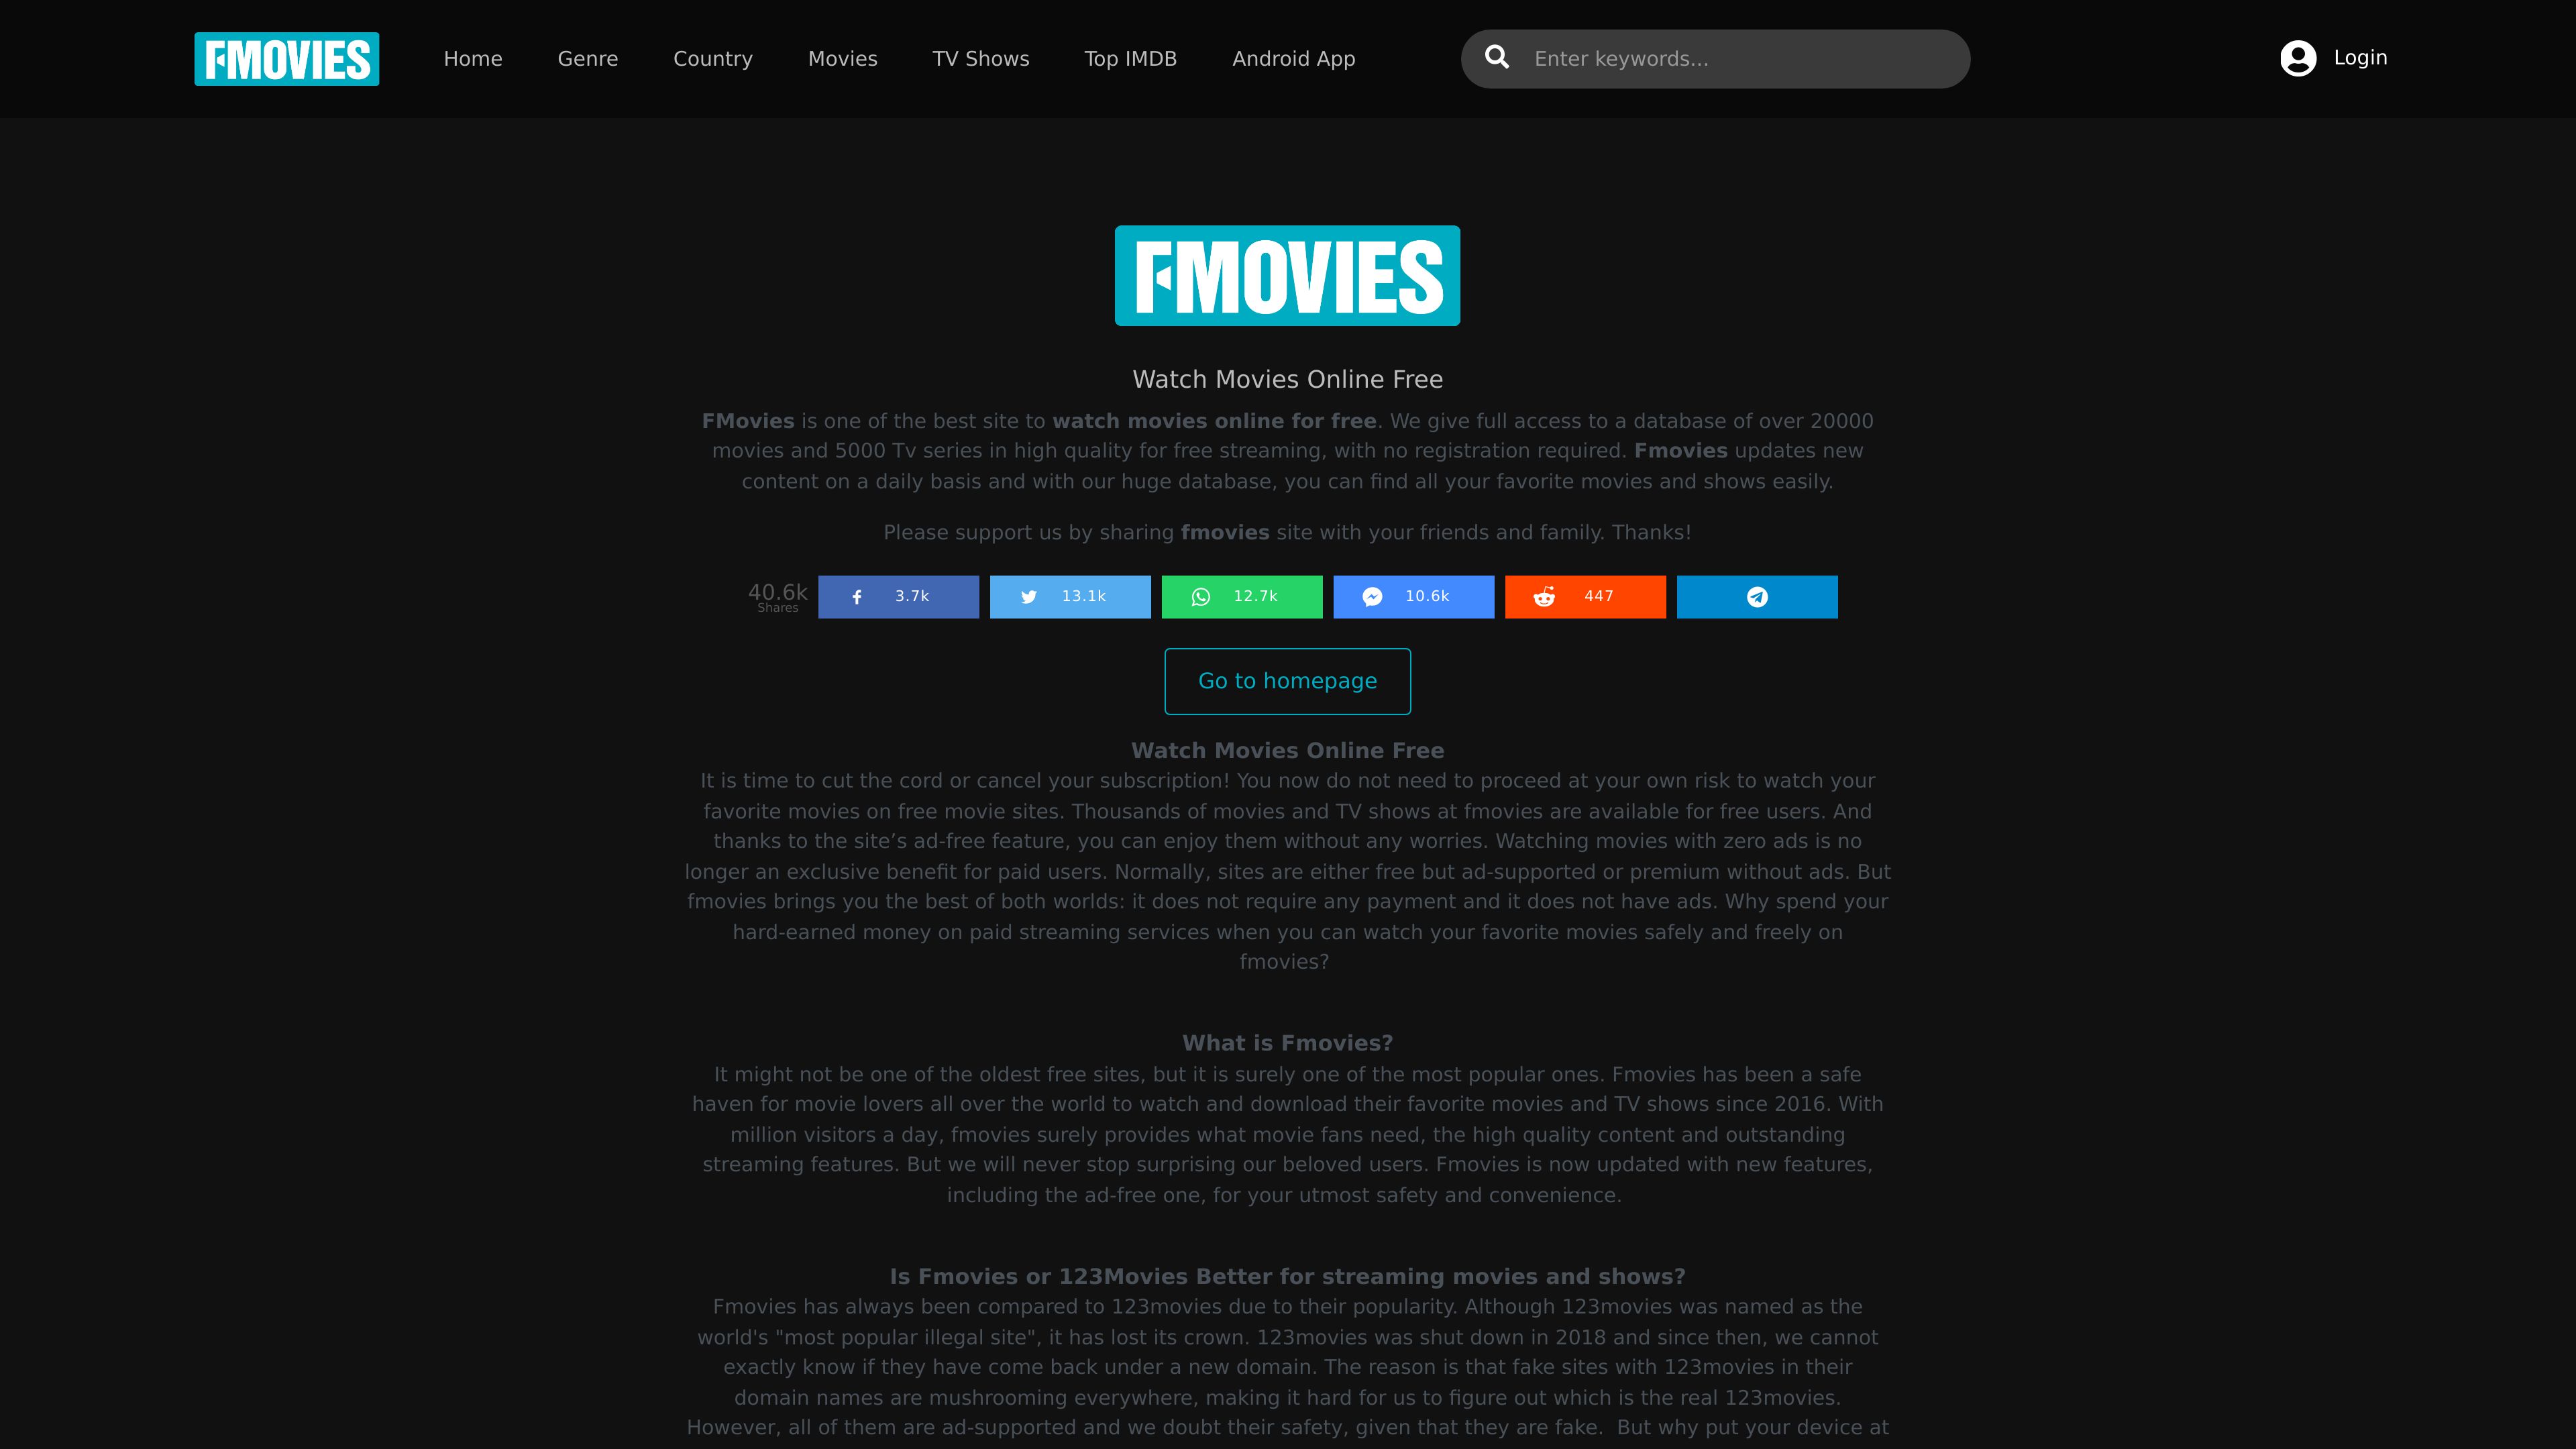 FMOVIES
Home
Genre
Country
Movies
TV Shows
Top IMDB
Android App
Enter keywords...
Login
FMOVIES
Watch Movies Online Free
FMovies is one of the best site to watch movies online for free. We give full access to a database of over 20000
movies and 5000 Tv series in high quality for free streaming, with no registration required. Fmovies updates new
content on a daily basis and with our huge database, you can find all your favorite movies and shows easily.
Please support us by sharing fmovies site with your friends and family. Thanks!
40.6k
Shares
3.7k
13.1k
12.7k
10.6k
447
Go to homepage
Watch Movies Online Free
It is time to cut the cord or cancel your subscription! You now do not need to proceed at your own risk to watch your
favorite movies on free movie sites. Thousands of movies and TV shows at fmovies are available for free users. And
thanks to the site’s ad-free feature, you can enjoy them without any worries. Watching movies with zero ads is no
longer an exclusive benefit for paid users. Normally, sites are either free but ad-supported or premium without ads. But
fmovies brings you the best of both worlds: it does not require any payment and it does not have ads. Why spend your
hard-earned money on paid streaming services when you can watch your favorite movies safely and freely on
fmovies?
What is Fmovies?
It might not be one of the oldest free sites, but it is surely one of the most popular ones. Fmovies has been a safe
haven for movie lovers all over the world to watch and download their favorite movies and TV shows since 2016. With
million visitors a day, fmovies surely provides what movie fans need, the high quality content and outstanding
streaming features. But we will never stop surprising our beloved users. Fmovies is now updated with new features,
including the ad-free one, for your utmost safety and convenience.
Is Fmovies or 123Movies Better for streaming movies and shows?
Fmovies has always been compared to 123movies due to their popularity. Although 123movies was named as the
world's "most popular illegal site", it has lost its crown. 123movies was shut down in 2018 and since then, we cannot
exactly know if they have come back under a new domain. The reason is that fake sites with 123movies in their
domain names are mushrooming everywhere, making it hard for us to figure out which is the real 123movies.
However, all of them are ad-supported and we doubt their safety, given that they are fake. But why put your device at